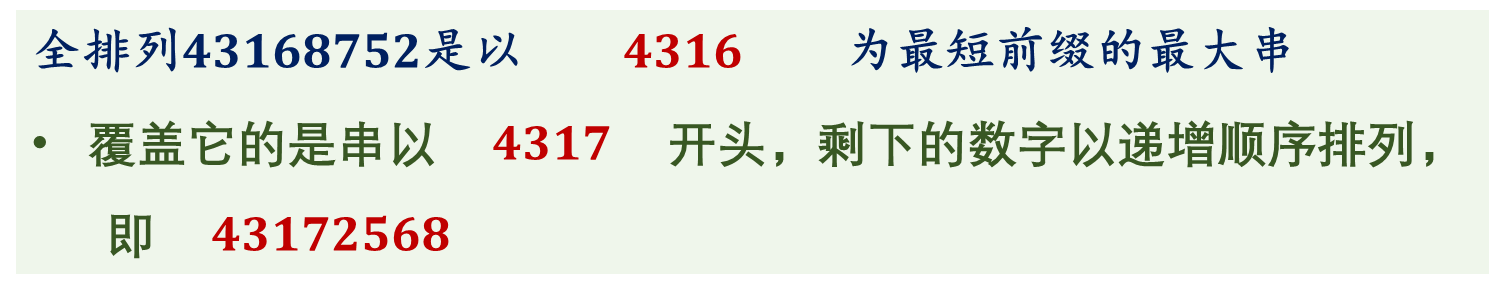 全排列43168752是以 4316 为最短前缀的最大串
• 覆盖它的是串以 4317 开头，剩下的数字以递增顺序排列，
即 43172568